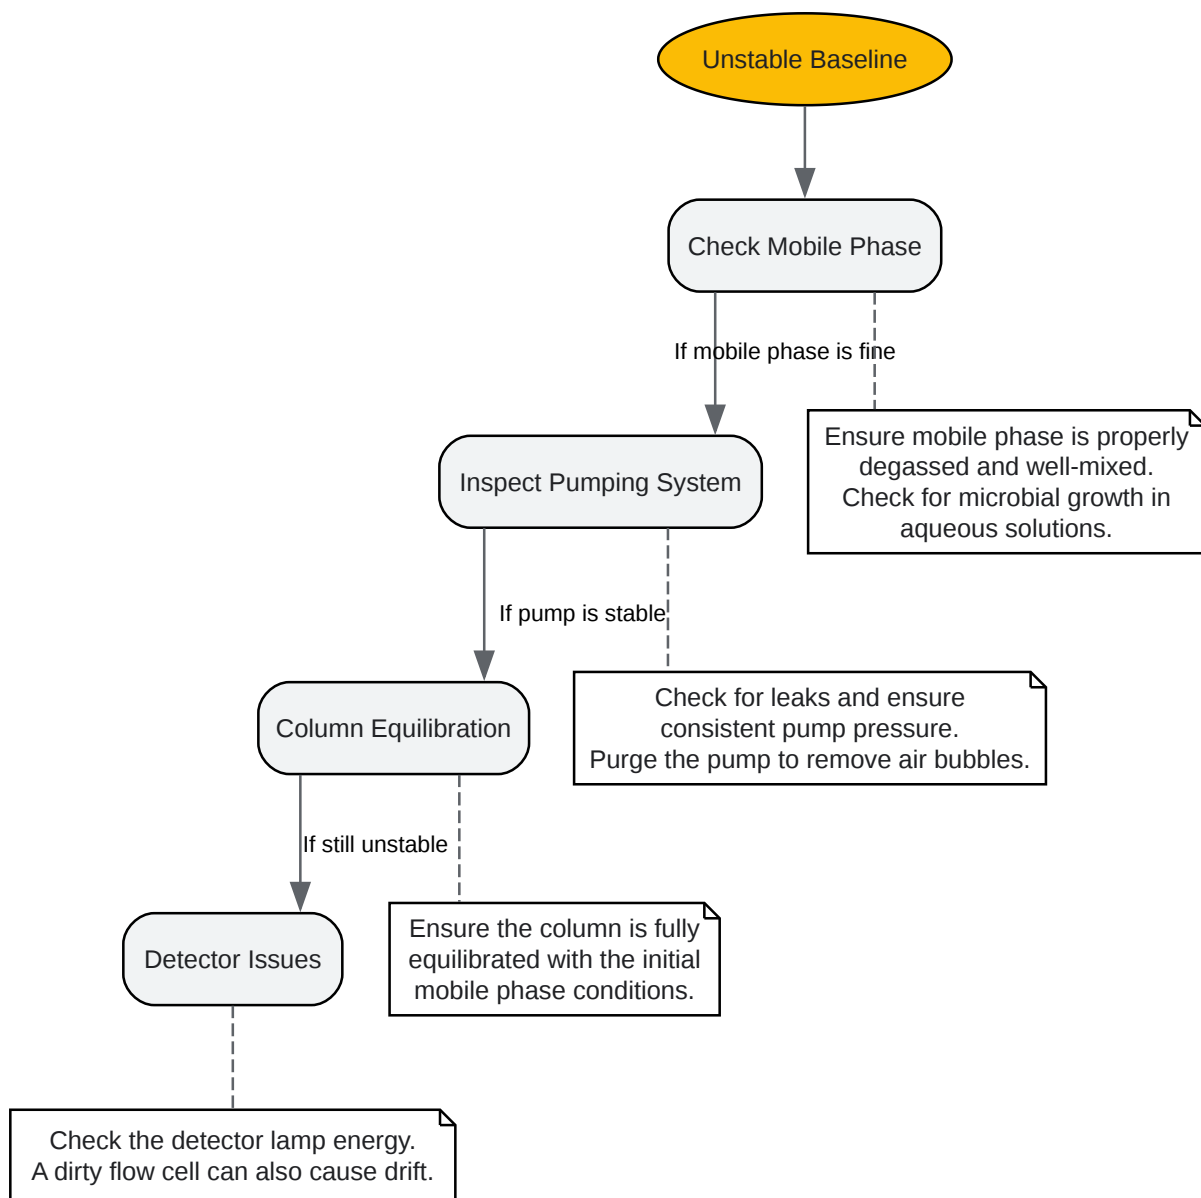 Unstable Baseline
Check Mobile Phase
If mobile phase is fine
Ensure mobile phase is properly
degassed and well-mixed.
Check for microbial growth in
aqueous solutions.
Inspect Pumping System
If pump is stable
Check for leaks and ensure
consistent pump pressure.
Purge the pump to remove air bubbles.
Column Equilibration
If still unstable
Ensure the column is fully
equilibrated with the initial
mobile phase conditions.
Detector Issues
Check the detector lamp energy.
A dirty flow cell can also cause drift.